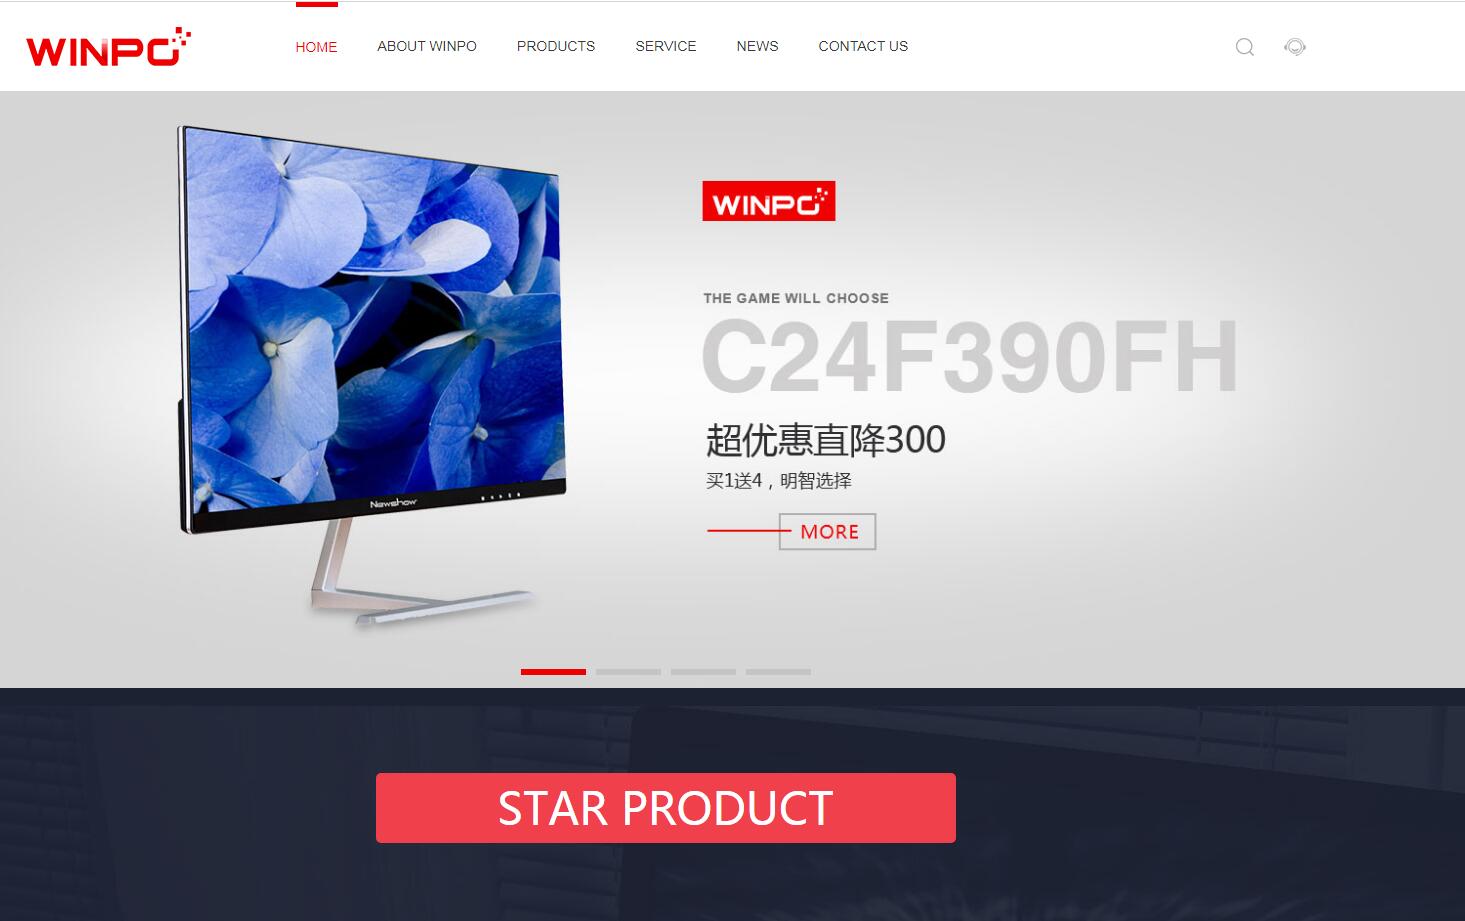 WINPO
HOME ABOUT WINPO PRODUCTS SERVICE NEWS CONTACT US
WINPO
THE GAME WILL CHOOSE
C24F390FH
超优惠直降300
买1送4，明智选择
MORE
Newshow
STAR PRODUCT